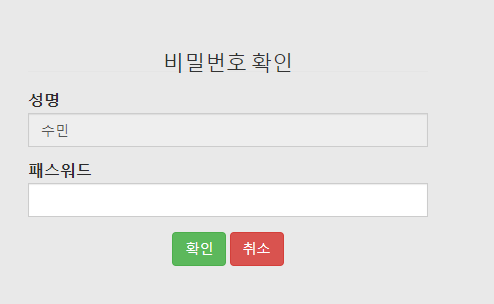 비밀번호 확인
성명
수민
패스워드
확인 취소